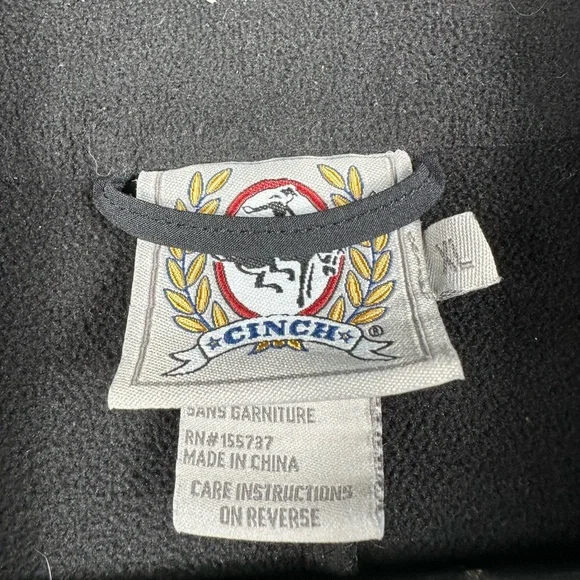 CINCH
®
XL
SANS GARNITURE
RN#155737
MADE IN CHINA
CARE INSTRUCTIONS
ON REVERSE